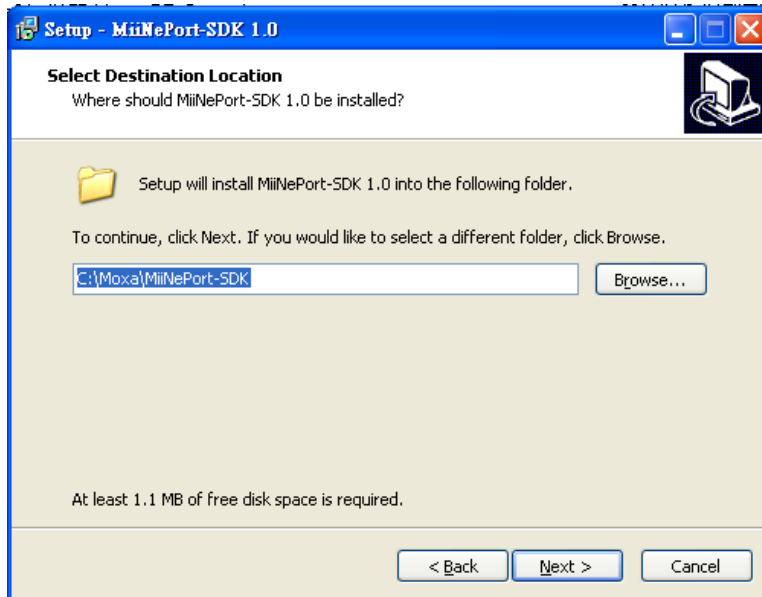 Setup - MiiNePort-SDK 1.0
Select Destination Location
Where should MiiNePort-SDK 1.0 be installed?
Setup will install MiiNePort-SDK 1.0 into the following folder.
To continue, click Next. If you would like to select a different folder, click Browse.
C:\Moxa\MiiNePort-SDK
Browse...
At least 1.1 MB of free disk space is required.
< Back
Next >
Cancel